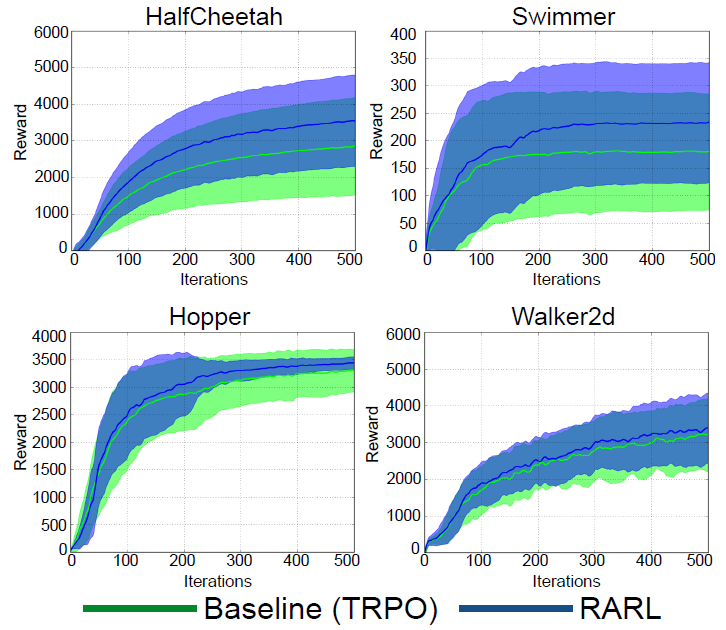 HalfCheetah
6000
5000
4000
3000
2000
1000
0
Reward
0 100 200 300 400 500
Iterations
Swimmer
400
350
300
250
200
150
100
50
0
Reward
0 100 200 300 400 500
Iterations
Hopper
4000
3500
3000
2500
2000
1500
1000
500
0
Reward
0 100 200 300 400 500
Iterations
Walker2d
6000
5000
4000
3000
2000
1000
0
Reward
0 100 200 300 400 500
Iterations
Baseline (TRPO) RARL